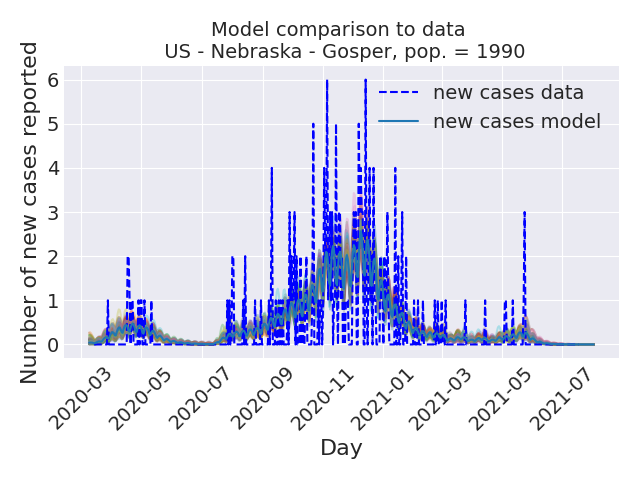 Model comparison to data
US - Nebraska - Gosper, pop. = 1990
Number of new cases reported
6
5
4
3
2
1
0
new cases data
new cases model
2020-03
2020-05
2020-07
2020-09
2020-11
2021-01
2021-03
2021-05
2021-07
Day